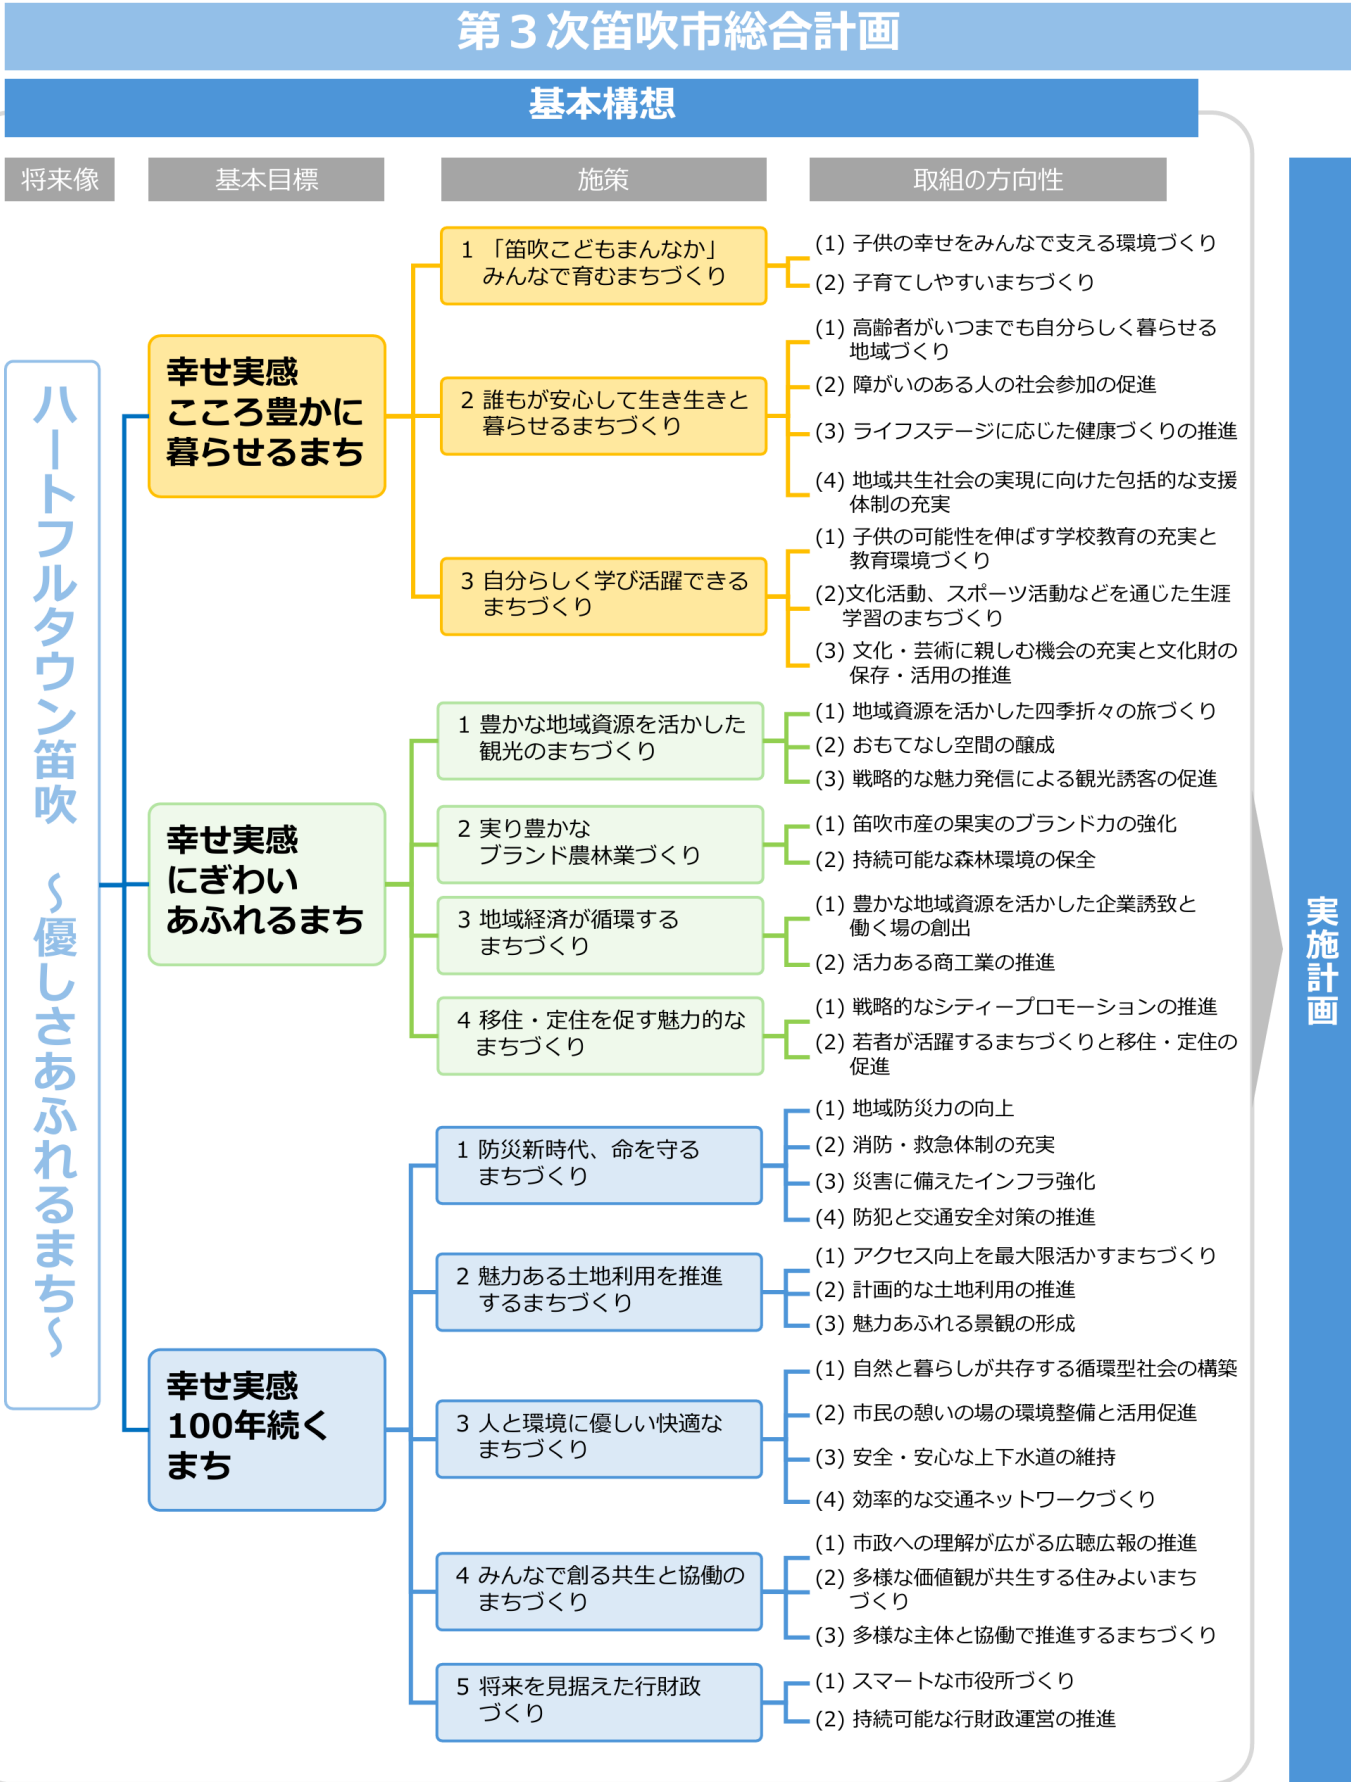 第３次笛吹市総合計画
基本構想
将来像
基本目標
施策
取組の方向性
ハートフルタウン笛吹　～優しさあふれるまち～
幸せ実感
こころ豊かに
暮らせるまち
1 「笛吹こどもまんなか」
みんなで育むまちづくり
(1) 子供の幸せをみんなで支える環境づくり
(2) 子育てしやすいまちづくり
2 誰もが安心して生き生きと
暮らせるまちづくり
(1) 高齢者がいつまでも自分らしく暮らせる
地域づくり
(2) 障がいのある人の社会参加の促進
(3) ライフステージに応じた健康づくりの推進
(4) 地域共生社会の実現に向けた包括的な支援
体制の充実
3 自分らしく学び活躍できる
まちづくり
(1) 子供の可能性を伸ばす学校教育の充実と
教育環境づくり
(2)文化活動、スポーツ活動などを通じた生涯
学習のまちづくり
(3) 文化・芸術に親しむ機会の充実と文化財の
保存・活用の推進
幸せ実感
にぎわい
あふれるまち
1 豊かな地域資源を活かした
観光のまちづくり
(1) 地域資源を活かした四季折々の旅づくり
(2) おもてなし空間の醸成
(3) 戦略的な魅力発信による観光誘客の促進
2 実り豊かな
ブランド農林業づくり
(1) 笛吹市産の果実のブランド力の強化
(2) 持続可能な森林環境の保全
3 地域経済が循環する
まちづくり
(1) 豊かな地域資源を活かした企業誘致と
働く場の創出
(2) 活力ある商工業の推進
4 移住・定住を促す魅力的な
まちづくり
(1) 戦略的なシティープロモーションの推進
(2) 若者が活躍するまちづくりと移住・定住の
促進
幸せ実感
100年続く
まち
1 防災新時代、命を守る
まちづくり
(1) 地域防災力の向上
(2) 消防・救急体制の充実
(3) 災害に備えたインフラ強化
(4) 防犯と交通安全対策の推進
2 魅力ある土地利用を推進
するまちづくり
(1) アクセス向上を最大限活かすまちづくり
(2) 計画的な土地利用の推進
(3) 魅力あふれる景観の形成
3 人と環境に優しい快適な
まちづくり
(1) 自然と暮らしが共存する循環型社会の構築
(2) 市民の憩いの場の環境整備と活用促進
(3) 安全・安心な上下水道の維持
(4) 効率的な交通ネットワークづくり
4 みんなで創る共生と協働の
まちづくり
(1) 市政への理解が広がる広聴広報の推進
(2) 多様な価値観が共生する住みよいまち
づくり
(3) 多様な主体と協働で推進するまちづくり
5 将来を見据えた行財政
づくり
(1) スマートな市役所づくり
(2) 持続可能な行財政運営の推進
実施計画